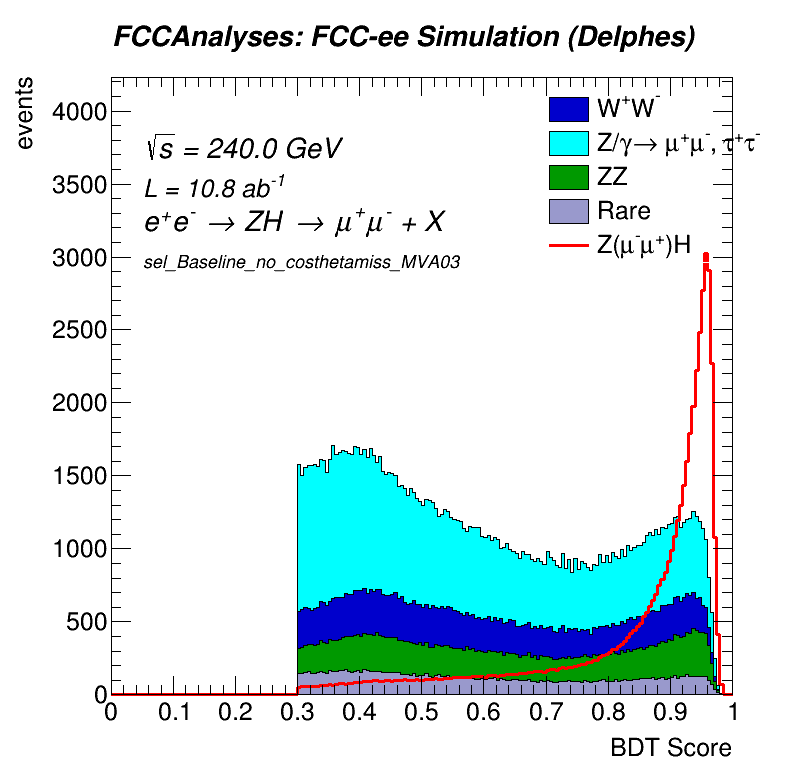 FCCAnalyses: FCC-ee Simulation (Delphes)
events
√s = 240.0 GeV
L = 10.8 ab⁻¹
e⁺e⁻ → ZH → μ⁺μ⁻ + X
sel_Baseline_no_costhetamiss_MVA03
W⁺W⁻
Z/γ→ μ⁺μ⁻, τ⁺τ⁻
ZZ
Rare
Z(μ⁻μ⁺)H
4000
3500
3000
2500
2000
1500
1000
500
0
0 0.1 0.2 0.3 0.4 0.5 0.6 0.7 0.8 0.9 1
BDT Score